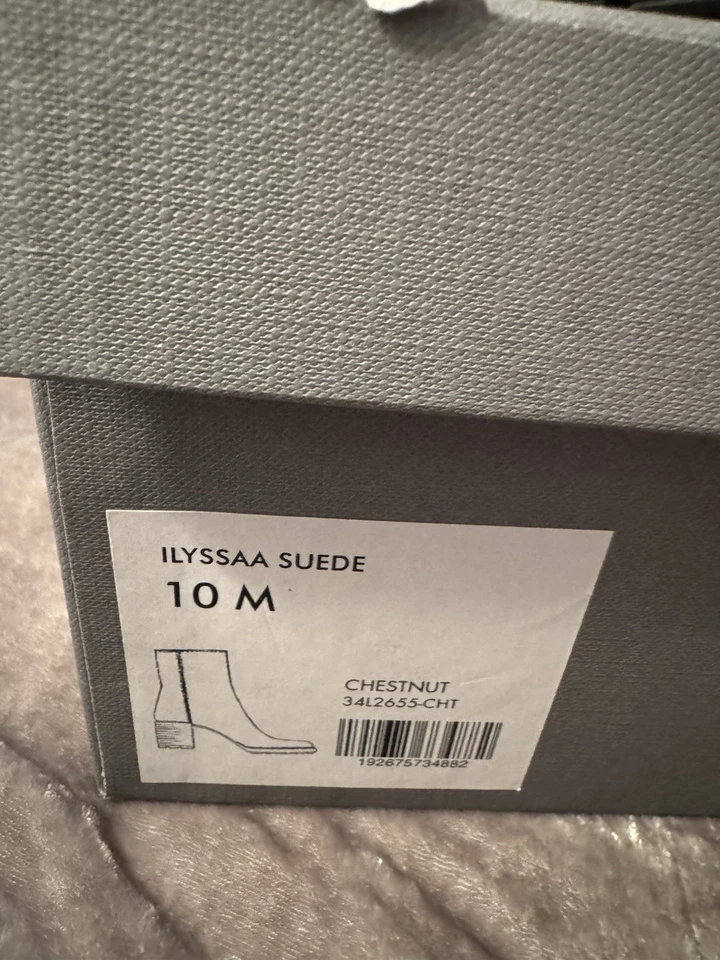 ILYSSAA SUEDE
10 M
CHESTNUT
34L2655-CHT
192675734882